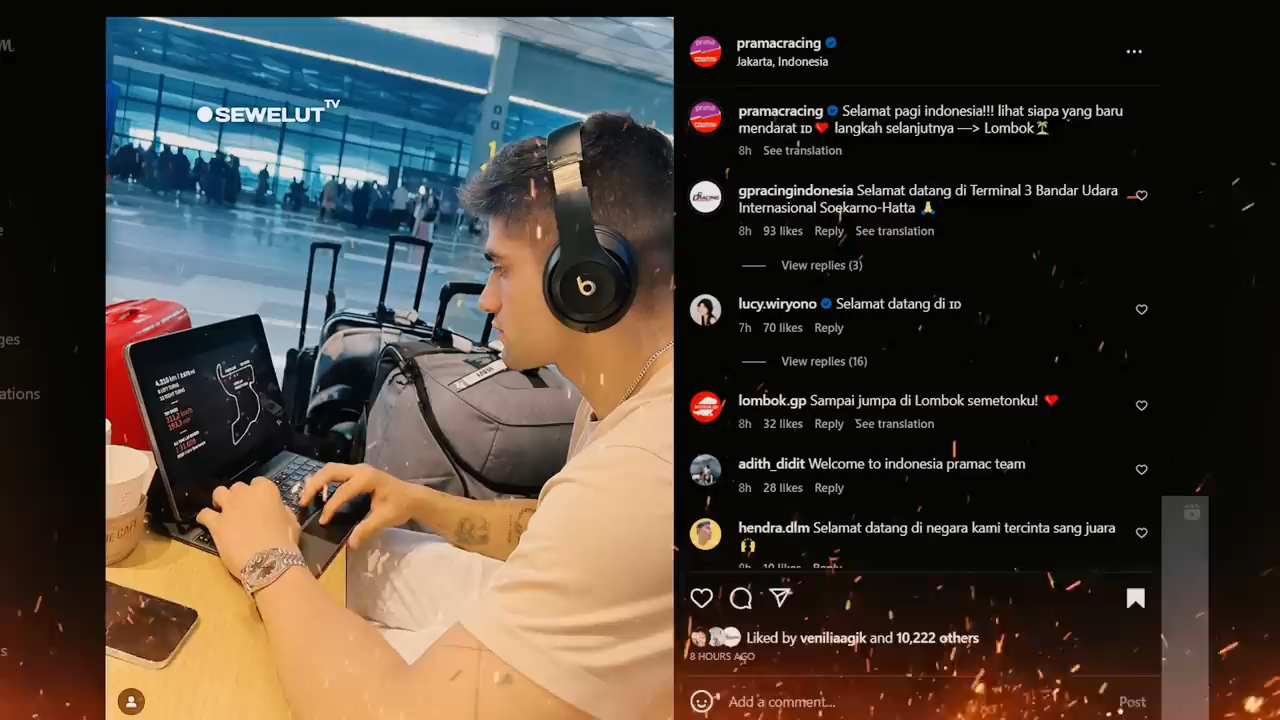 SEWELUT TV
pramacracing
Jakarta, Indonesia
pramacracing Selamat pagi indonesia!!! lihat siapa yang baru
mendarat ID ❤️ langkah selanjutnya —> Lombok🏝️
8h See translation
gpracingindonesia Selamat datang di Terminal 3 Bandar Udara
Internasional Soekarno-Hatta 🙏
8h 93 likes Reply See translation
View replies (3)
lucy.wiryono Selamat datang di ID
7h 70 likes Reply
View replies (16)
lombok.gp Sampai jumpa di Lombok semetonku! ❤️
8h 32 likes Reply See translation
adith_didit Welcome to indonesia pramac team
8h 28 likes Reply
hendra.dlm Selamat datang di negara kami tercinta sang juara
🙌
8h 10 likes Reply
Liked by veniliaagik and 10,222 others
8 HOURS AGO
Add a comment...
Post